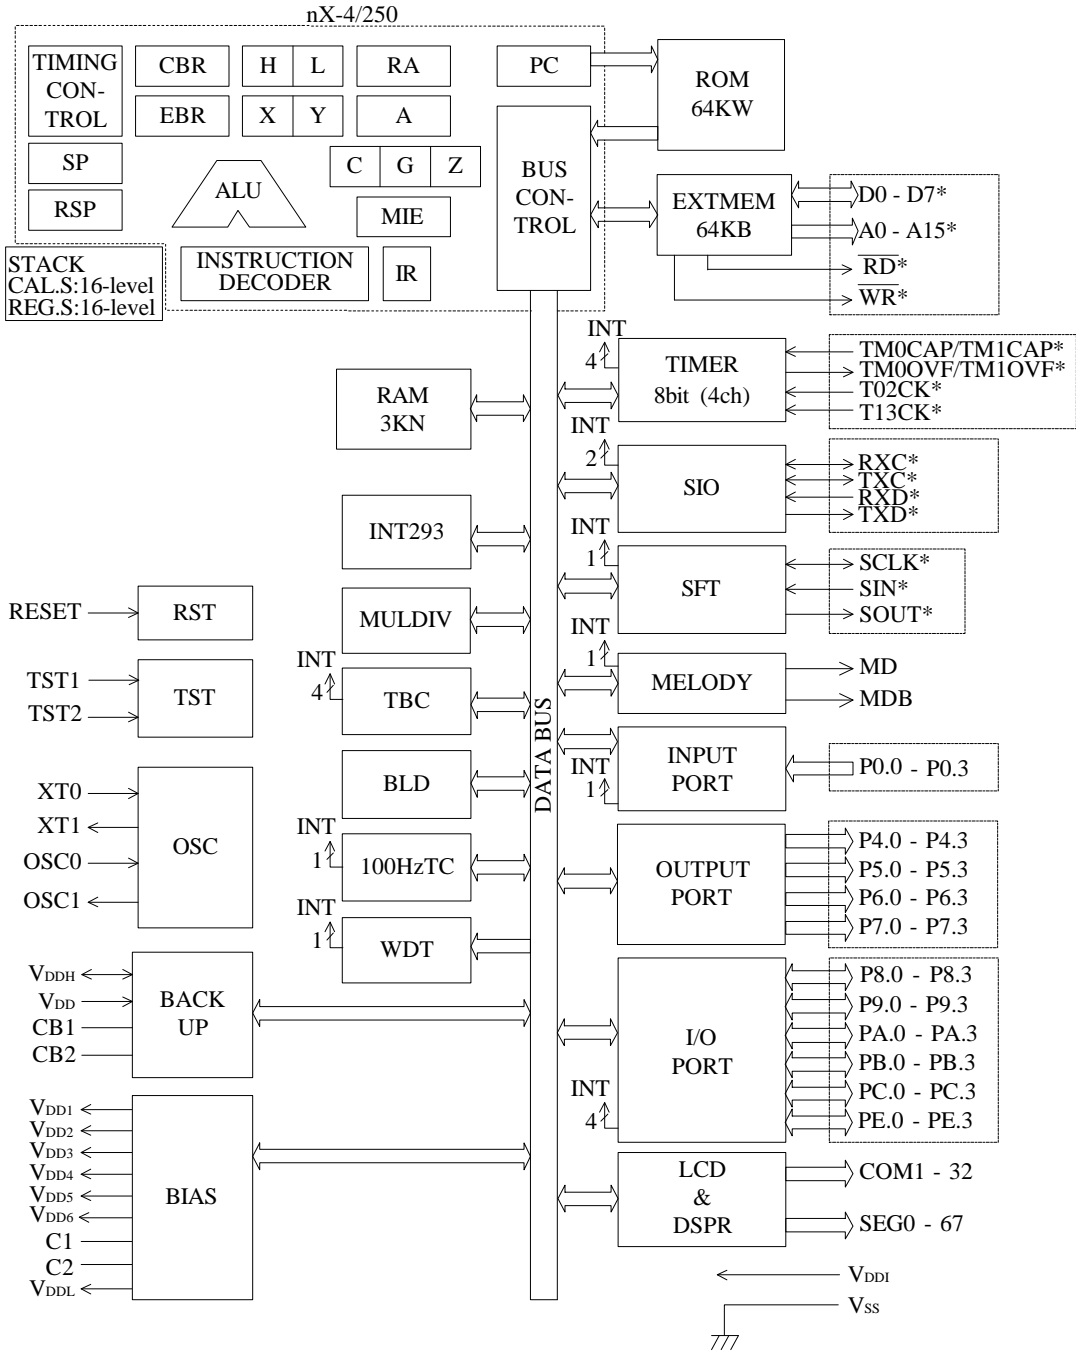 nX-4/250
TIMING
CON-
TROL
CBR
H
L
RA
PC
EBR
X
Y
A
SP
RSP
ALU
C
G
Z
MIE
BUS
CON-
TROL
STACK
CAL.S:16-level
REG.S:16-level
INSTRUCTION
DECODER
IR
ROM
64KW
EXTMEM
64KB
D0 - D7*
A0 - A15*
RD*
WR*
INT
4
TIMER
8bit (4ch)
TM0CAP/TM1CAP*
TM0OVF/TM1OVF*
T02CK*
T13CK*
RAM
3KN
INT
2
SIO
RXC*
TXC*
RXD*
TXD*
INT293
INT
1
SFT
SCLK*
SIN*
SOUT*
RESET
RST
MULDIV
INT
1
MELODY
MD
MDB
TST1
TST2
TST
INT
4
TBC
DATA BUS
INPUT
PORT
INT
1
P0.0 - P0.3
BLD
XT0
XT1
OSC0
OSC1
OSC
INT
1
100HzTC
OUTPUT
PORT
P4.0 - P4.3
P5.0 - P5.3
P6.0 - P6.3
P7.0 - P7.3
INT
1
WDT
VDDH
VDD
CB1
CB2
BACK
UP
I/O
PORT
INT
4
P8.0 - P8.3
P9.0 - P9.3
PA.0 - PA.3
PB.0 - PB.3
PC.0 - PC.3
PE.0 - PE.3
VDD1
VDD2
VDD3
VDD4
VDD5
VDD6
C1
C2
VDDL
BIAS
LCD
&
DSPR
COM1 - 32
SEG0 - 67
VDDI
VSS